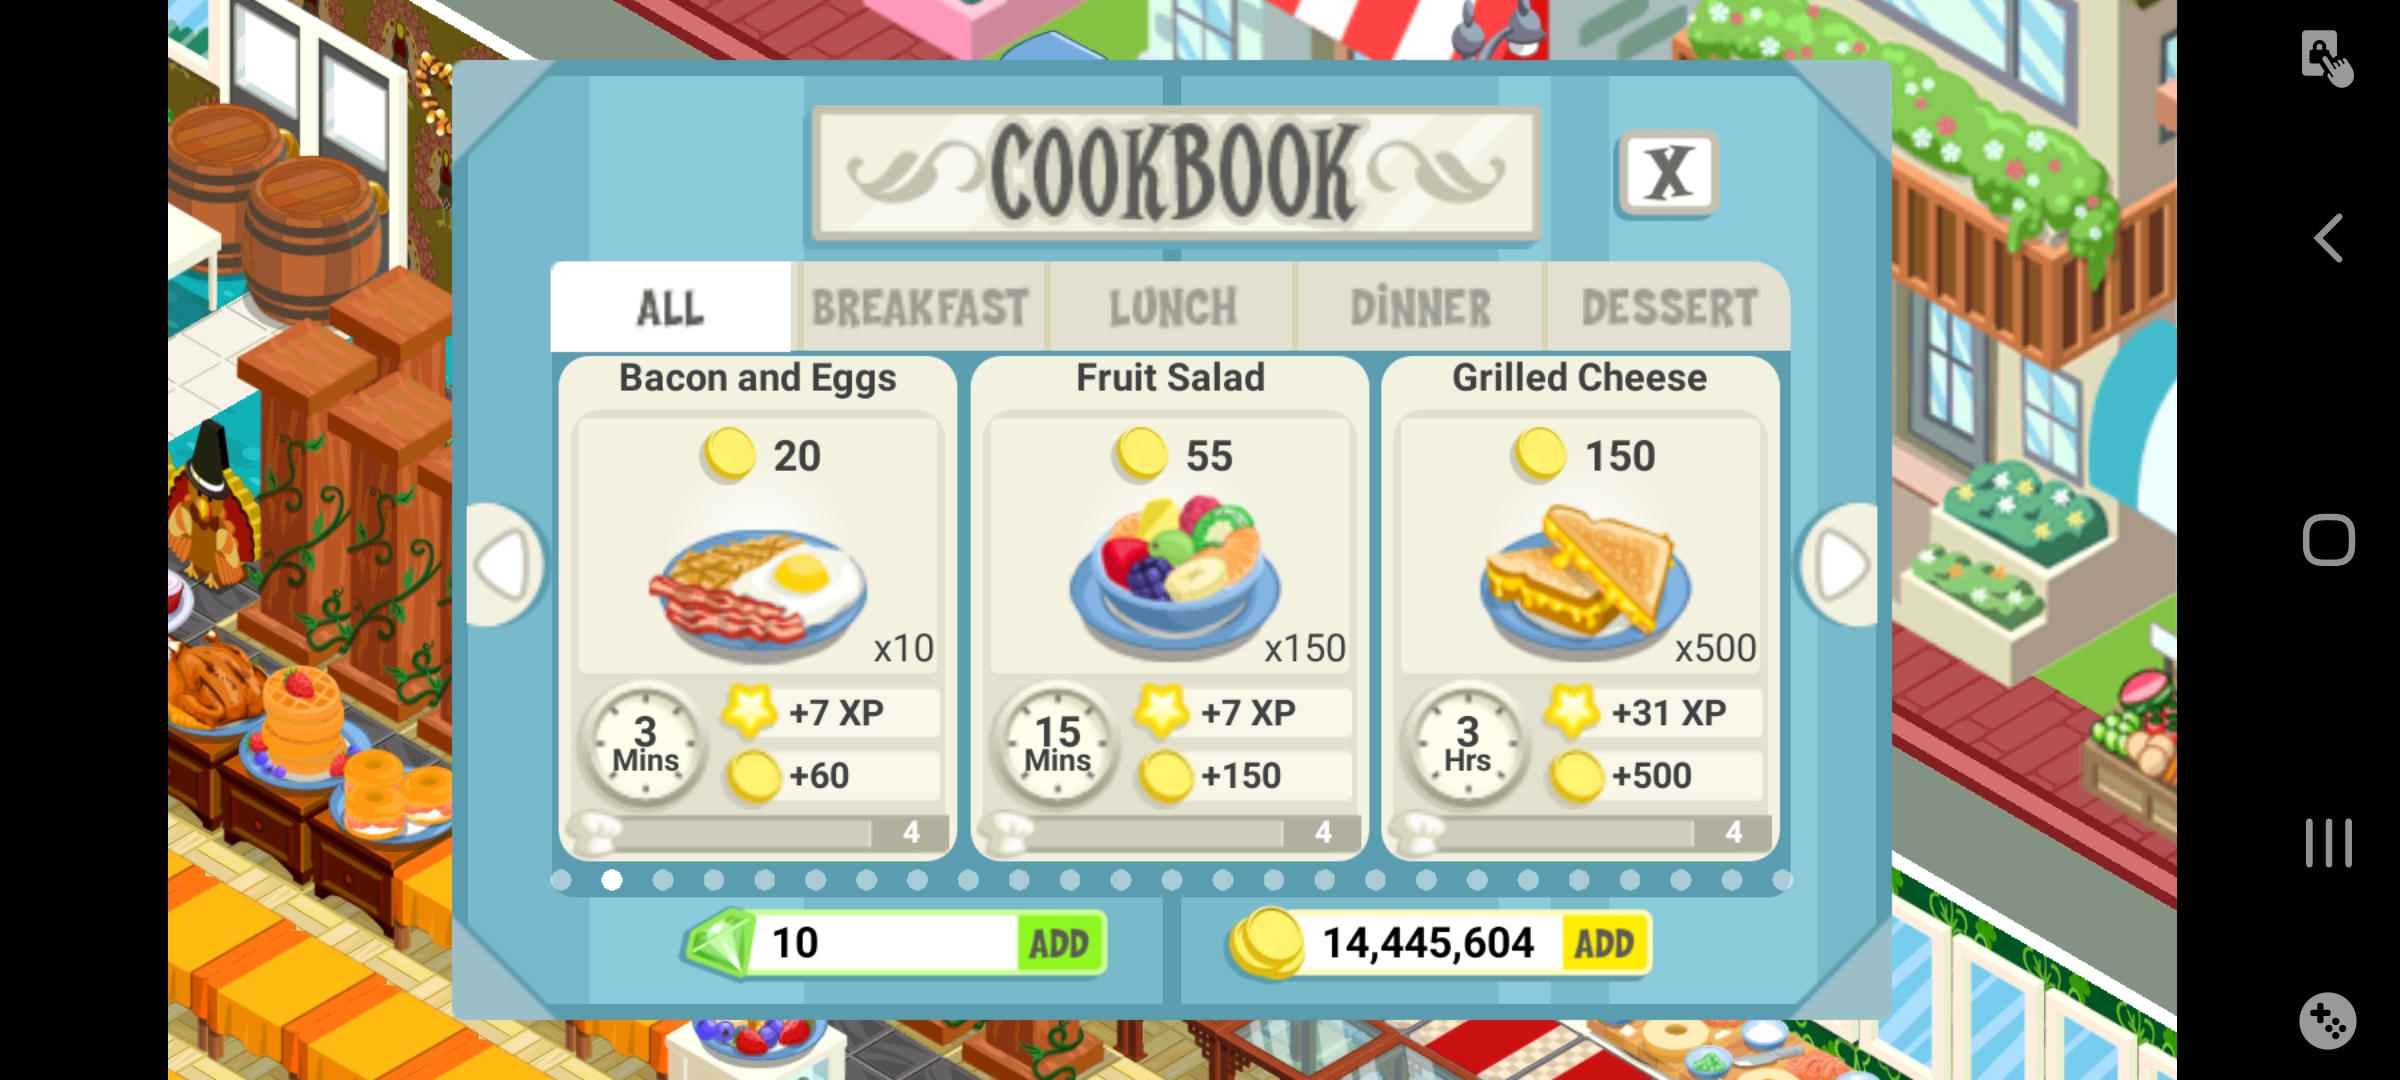 COOKBOOK
X
ALL BREAKFAST LUNCH DINNER DESSERT
Bacon and Eggs
20
x10
3 Mins
+7 XP
+60
4
Fruit Salad
55
x150
15 Mins
+7 XP
+150
4
Grilled Cheese
150
x500
3 Hrs
+31 XP
+500
4
10 ADD
14,445,604 ADD